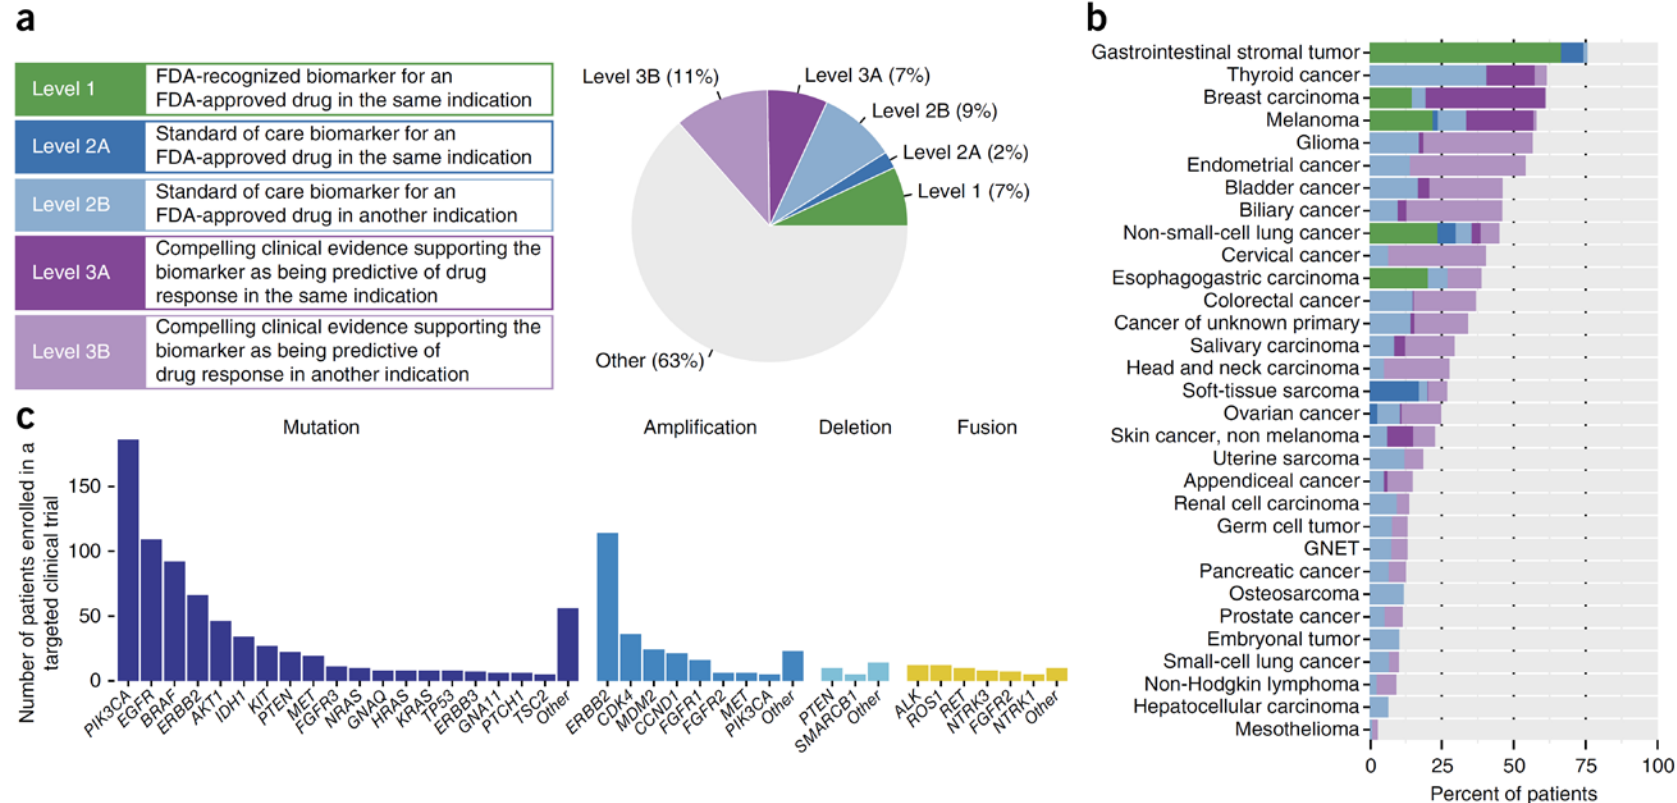 a
Level 1
FDA-recognized biomarker for an
FDA-approved drug in the same indication
Level 2A
Standard of care biomarker for an
FDA-approved drug in the same indication
Level 2B
Standard of care biomarker for an
FDA-approved drug in another indication
Level 3A
Compelling clinical evidence supporting the
biomarker as being predictive of drug
response in the same indication
Level 3B
Compelling clinical evidence supporting the
biomarker as being predictive of
drug response in another indication
Level 3B (11%)
Level 3A (7%)
Level 2B (9%)
Level 2A (2%)
Level 1 (7%)
Other (63%)
b
Gastrointestinal stromal tumor
Thyroid cancer
Breast carcinoma
Melanoma
Glioma
Endometrial cancer
Bladder cancer
Biliary cancer
Non-small-cell lung cancer
Cervical cancer
Esophagogastric carcinoma
Colorectal cancer
Cancer of unknown primary
Salivary carcinoma
Head and neck carcinoma
Soft-tissue sarcoma
Ovarian cancer
Skin cancer, non melanoma
Uterine sarcoma
Appendiceal cancer
Renal cell carcinoma
Germ cell tumor
GNET
Pancreatic cancer
Osteosarcoma
Prostate cancer
Embryonal tumor
Small-cell lung cancer
Non-Hodgkin lymphoma
Hepatocellular carcinoma
Mesothelioma
0 25 50 75 100
Percent of patients
c
Number of patients enrolled in a
targeted clinical trial
150
100
50
0
Mutation
PIK3CA
EGFR
BRAF
ERBB2
AKT1
IDH1
KIT
PTEN
MET
FGFR3
NRAS
GNAQ
HRAS
KRAS
TP53
ERBB3
GNA11
PTCH1
TSC2
Other
Amplification
ERBB2
CDK4
MDM2
CCND1
FGFR1
FGFR2
MET
PIK3CA
Other
Deletion
PTEN
SMARCB1
Other
Fusion
ALK
ROS1
RET
NTRK3
FGFR2
NTRK1
Other